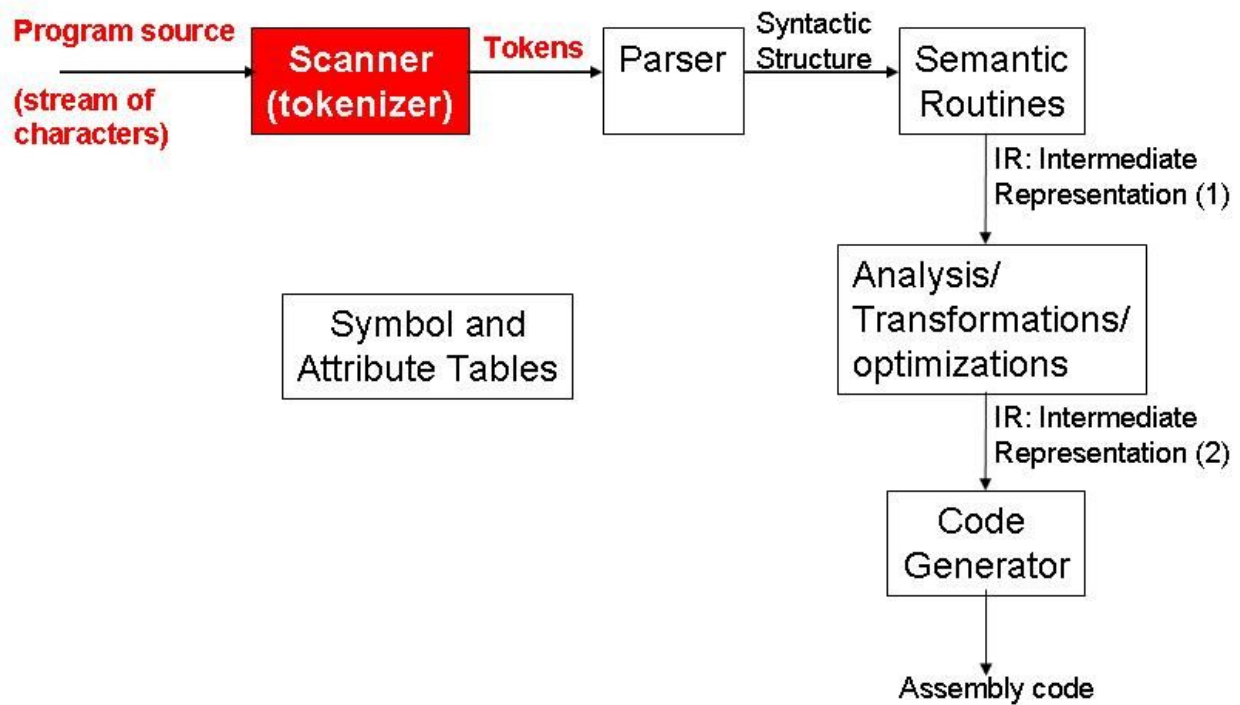 Program source
(stream of
characters)
Scanner
(tokenizer)
Tokens
Parser
Syntactic
Structure
Semantic
Routines
IR: Intermediate
Representation (1)
Analysis/
Transformations/
optimizations
Symbol and
Attribute Tables
IR: Intermediate
Representation (2)
Code
Generator
Assembly code